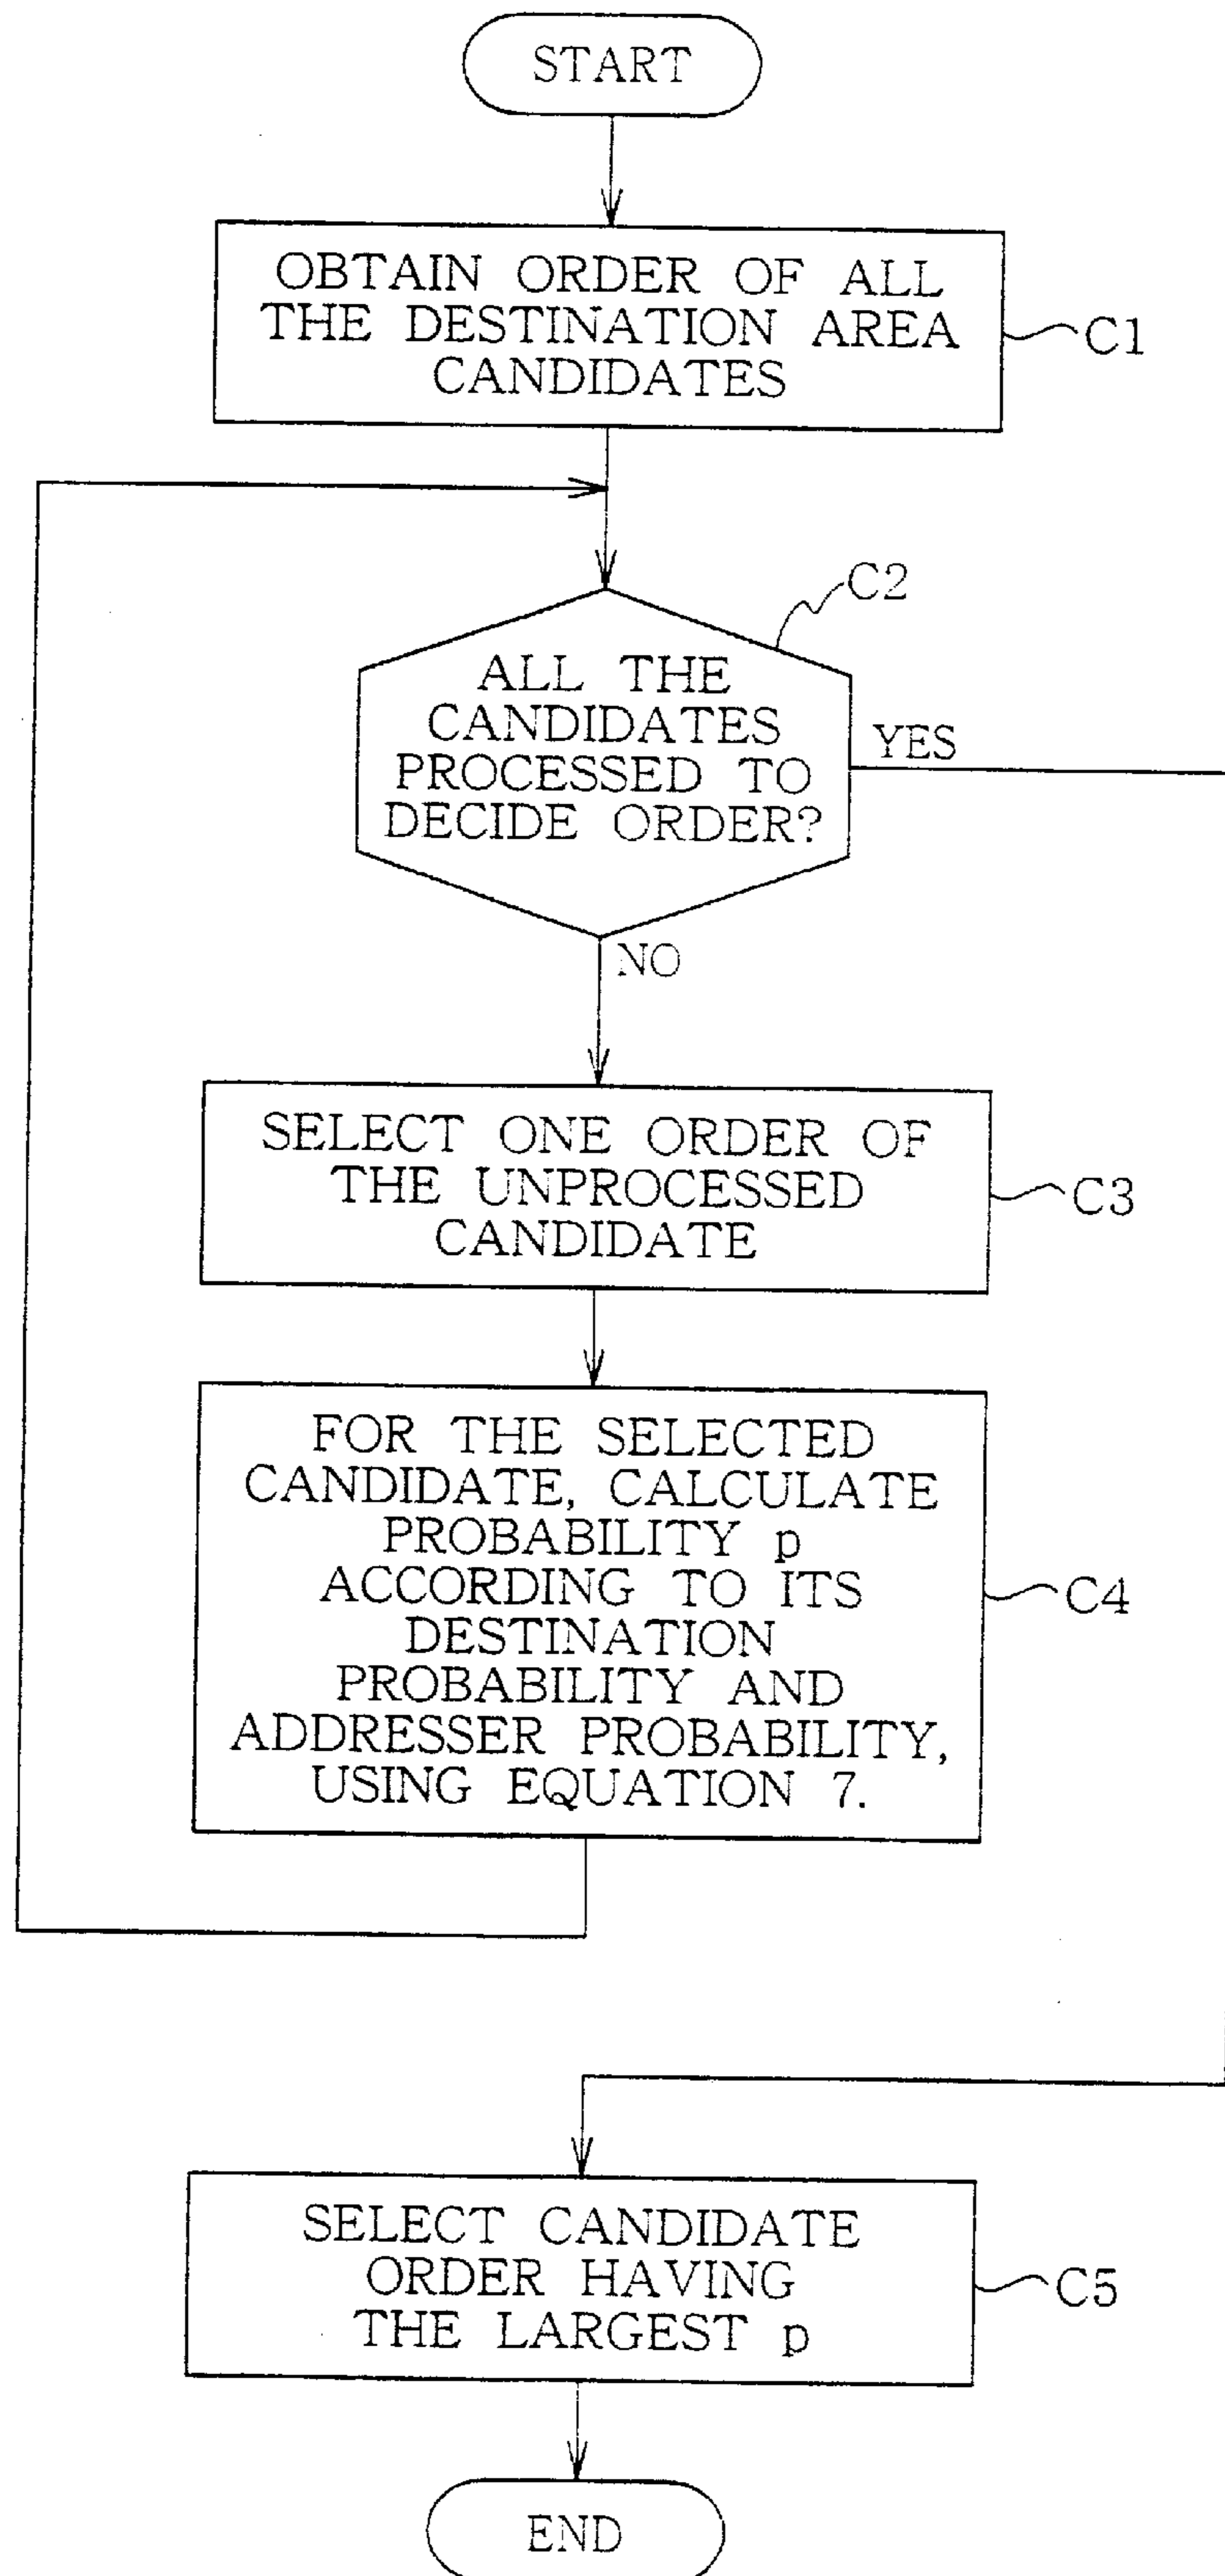 START
OBTAIN ORDER OF ALL
THE DESTINATION AREA
CANDIDATES
C1
C2
ALL THE
CANDIDATES
PROCESSED TO
DECIDE ORDER?
YES
NO
SELECT ONE ORDER OF
THE UNPROCESSED
CANDIDATE
C3
FOR THE SELECTED
CANDIDATE, CALCULATE
PROBABILITY p
ACCORDING TO ITS
DESTINATION
PROBABILITY AND
ADDRESSER PROBABILITY,
USING EQUATION 7.
C4
SELECT CANDIDATE
ORDER HAVING
THE LARGEST p
C5
END